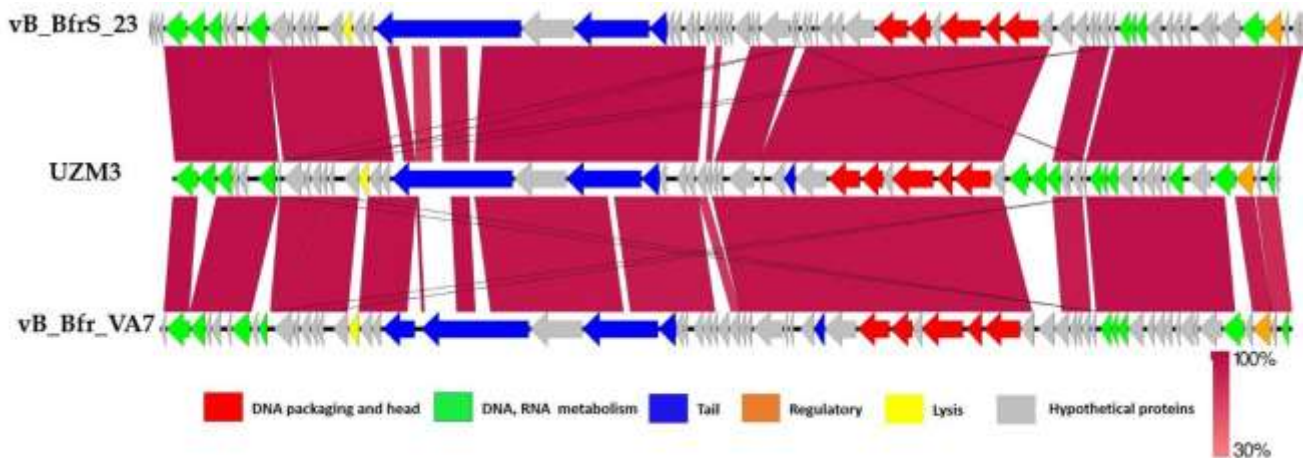 vB_BfrS_23
UZM3
vB_Bfr_VA7
100%
DNA packaging and head DNA, RNA metabolism Tail Regulatory Lysis Hypothetical proteins
30%